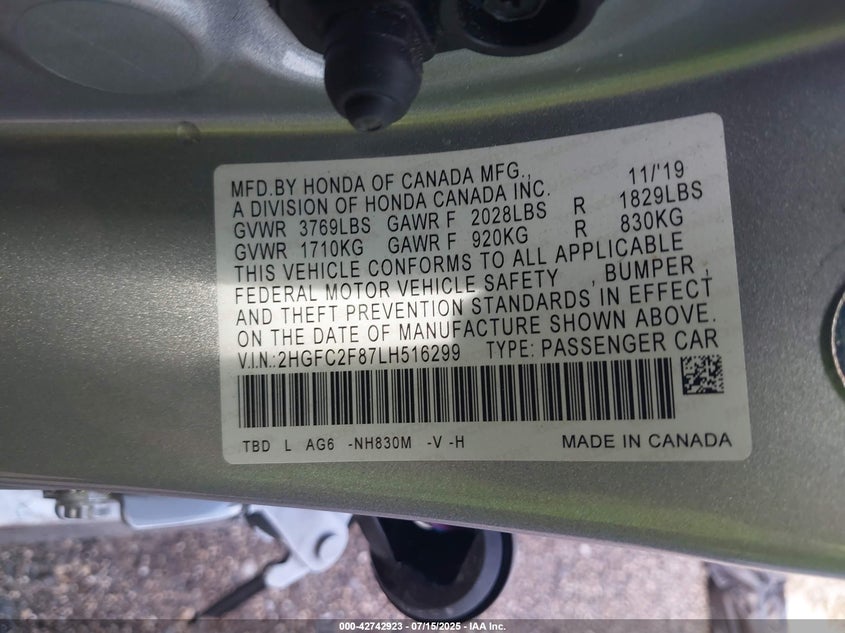 MFD.BY HONDA OF CANADA MFG., 11/'19
A DIVISION OF HONDA CANADA INC.
GVWR 3769LBS GAWR F 2028LBS R 1829LBS
GVWR 1710KG GAWR F 920KG R 830KG
THIS VEHICLE CONFORMS TO ALL APPLICABLE
FEDERAL MOTOR VEHICLE SAFETY , BUMPER ,
AND THEFT PREVENTION STANDARDS IN EFFECT
ON THE DATE OF MANUFACTURE SHOWN ABOVE.
V.I.N.:2HGFC2F87LH516299 TYPE: PASSENGER CAR
TBD L AG6 -NH830M -V -H MADE IN CANADA
000-42742923 - 07/15/2025 - IAA Inc.